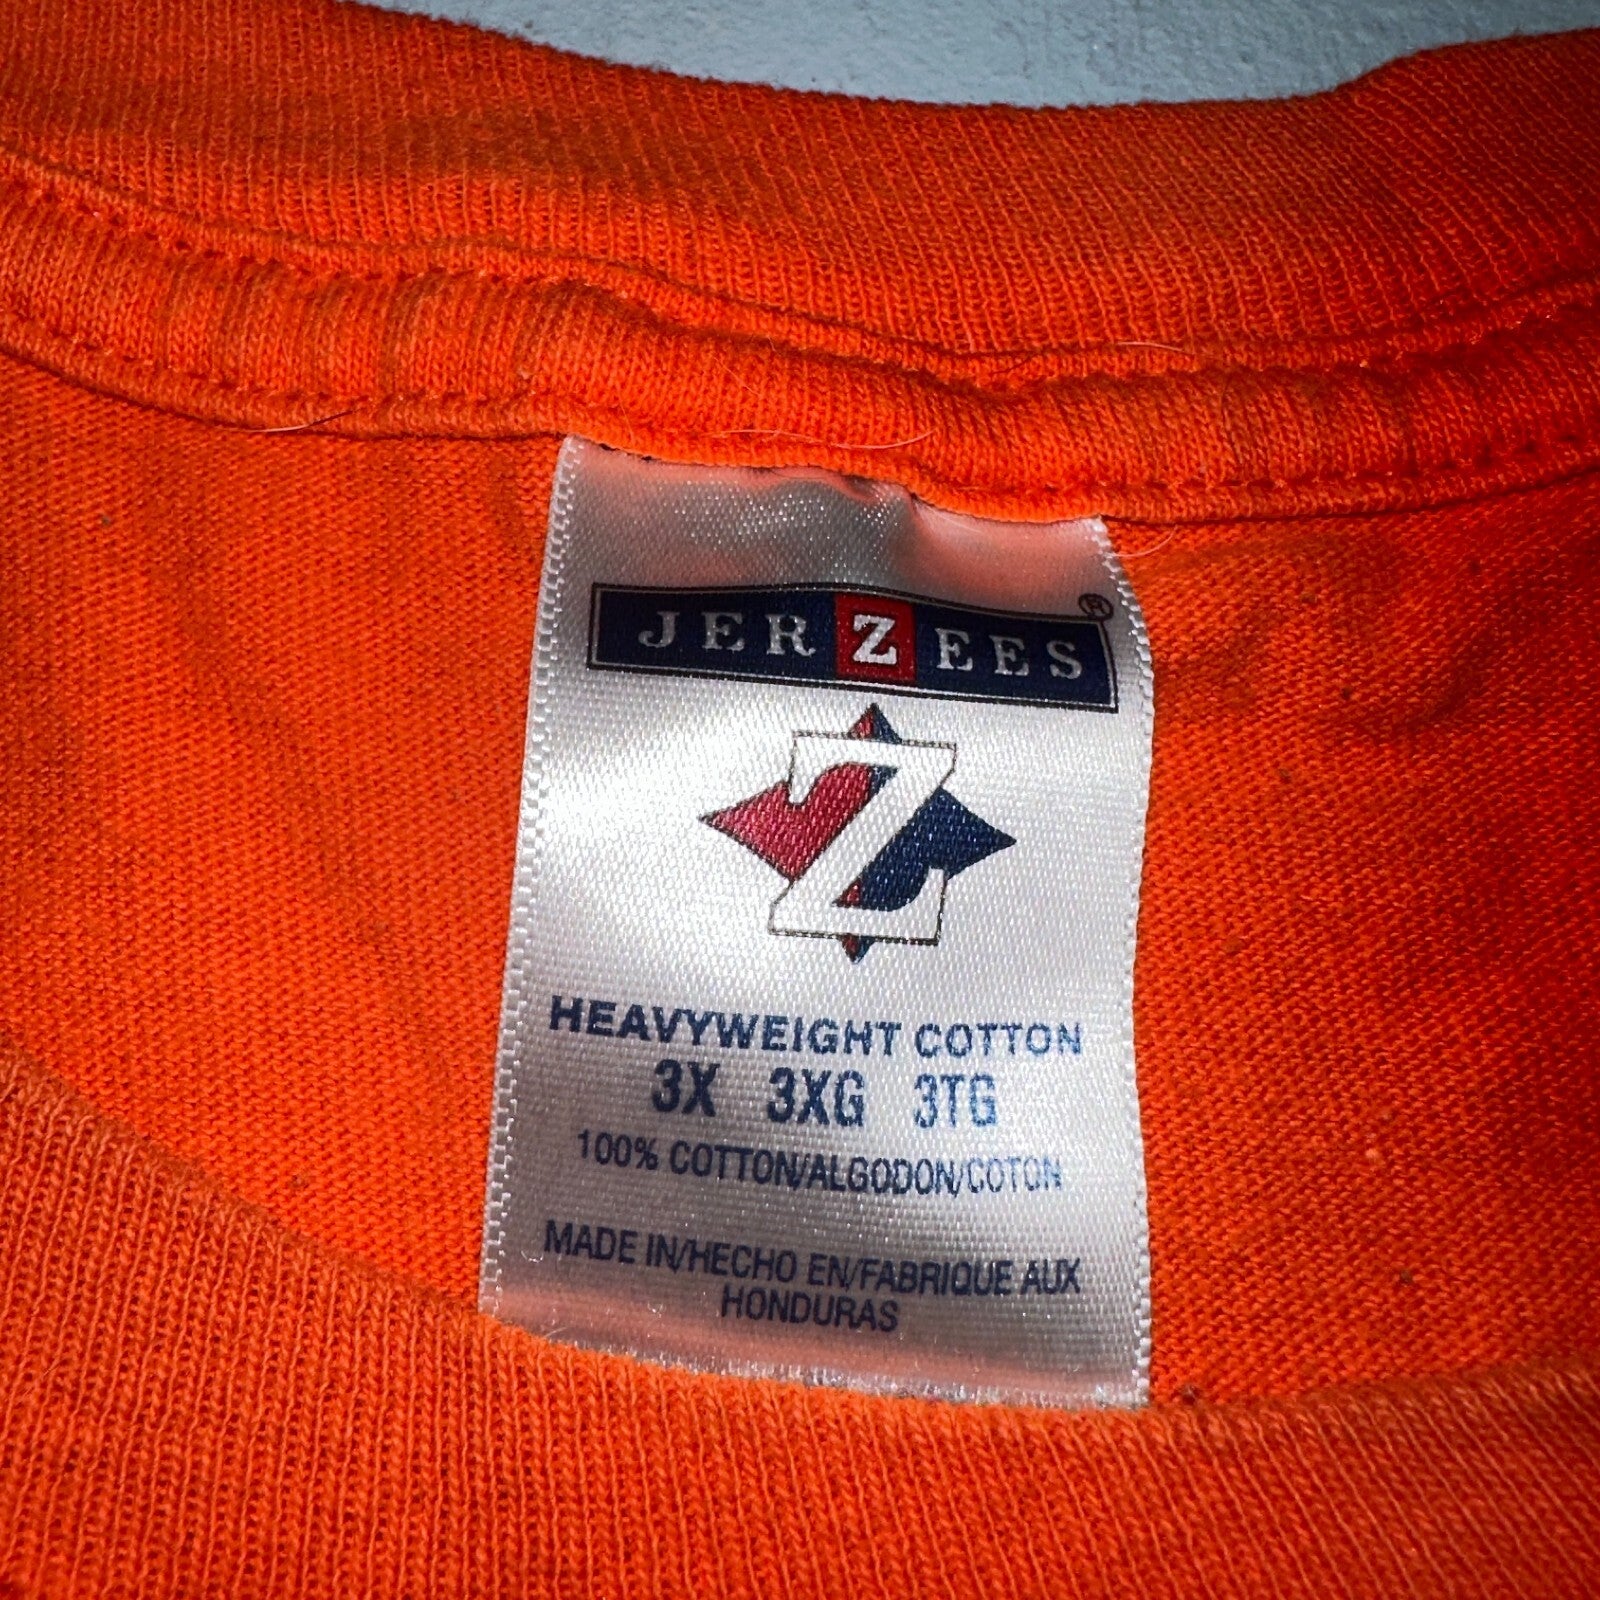 JERZEES®
Z
HEAVYWEIGHT COTTON
3X 3XG 3TG
100% COTTON/ALGODON/COTON
MADE IN/HECHO EN/FABRIQUE AUX
HONDURAS